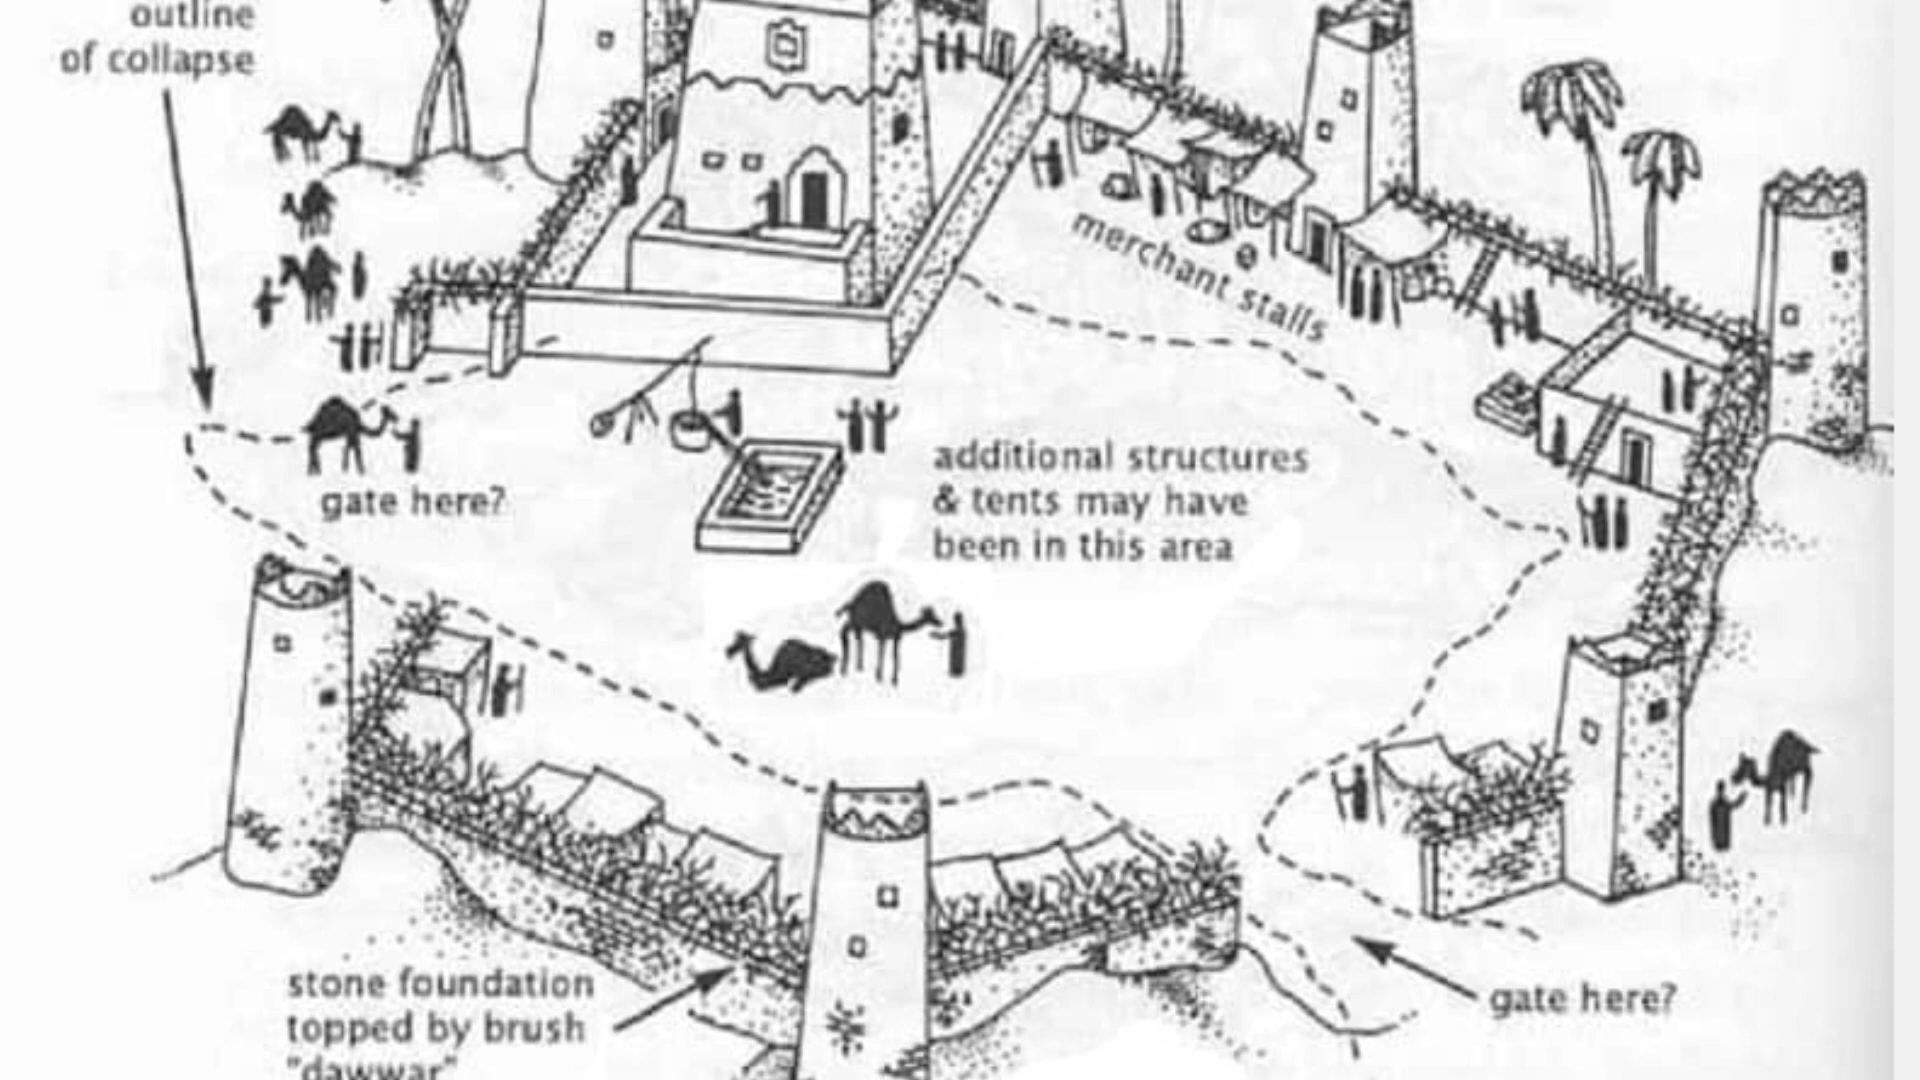 outline
of collapse
merchant stalls
gate here?
additional structures
& tents may have
been in this area
stone foundation
topped by brush
"dawwar"
gate here?